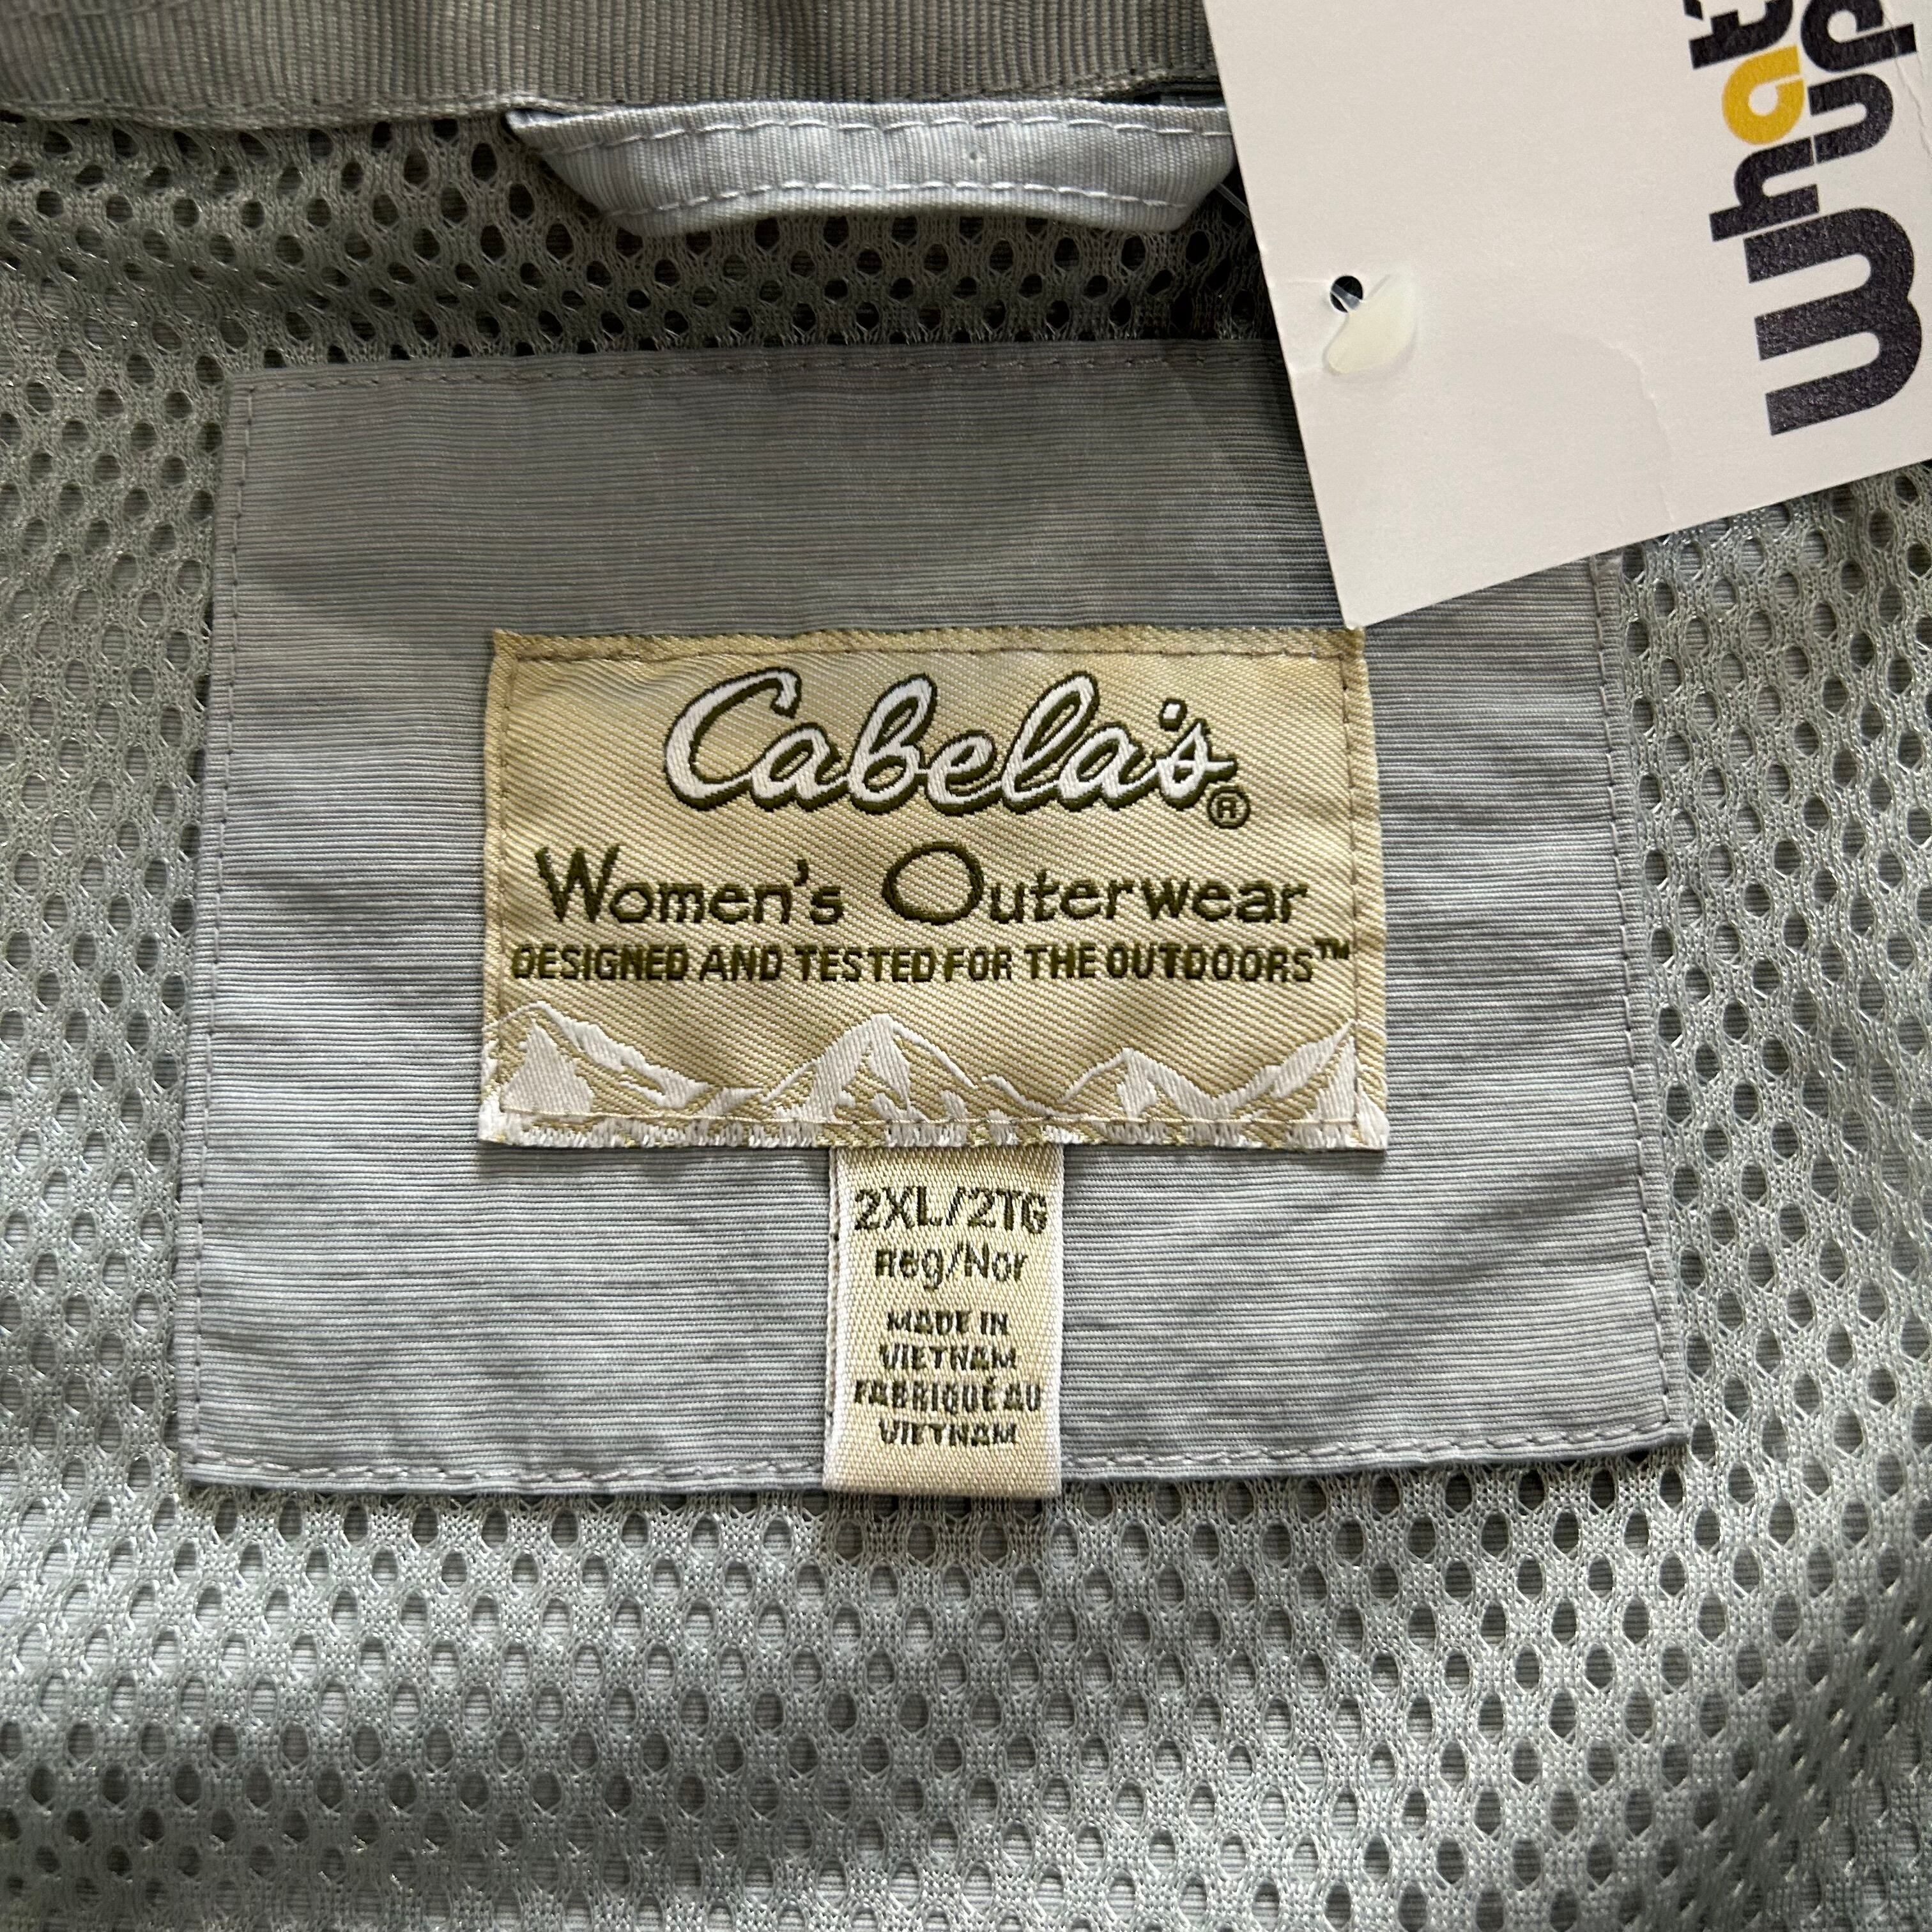 Cabela's®
Women's Outerwear
DESIGNED AND TESTED FOR THE OUTDOORS™
2XL/2TG
Reg/Nor
MADE IN
VIETNAM
FABRIQUÉ AU
VIETNAM
What